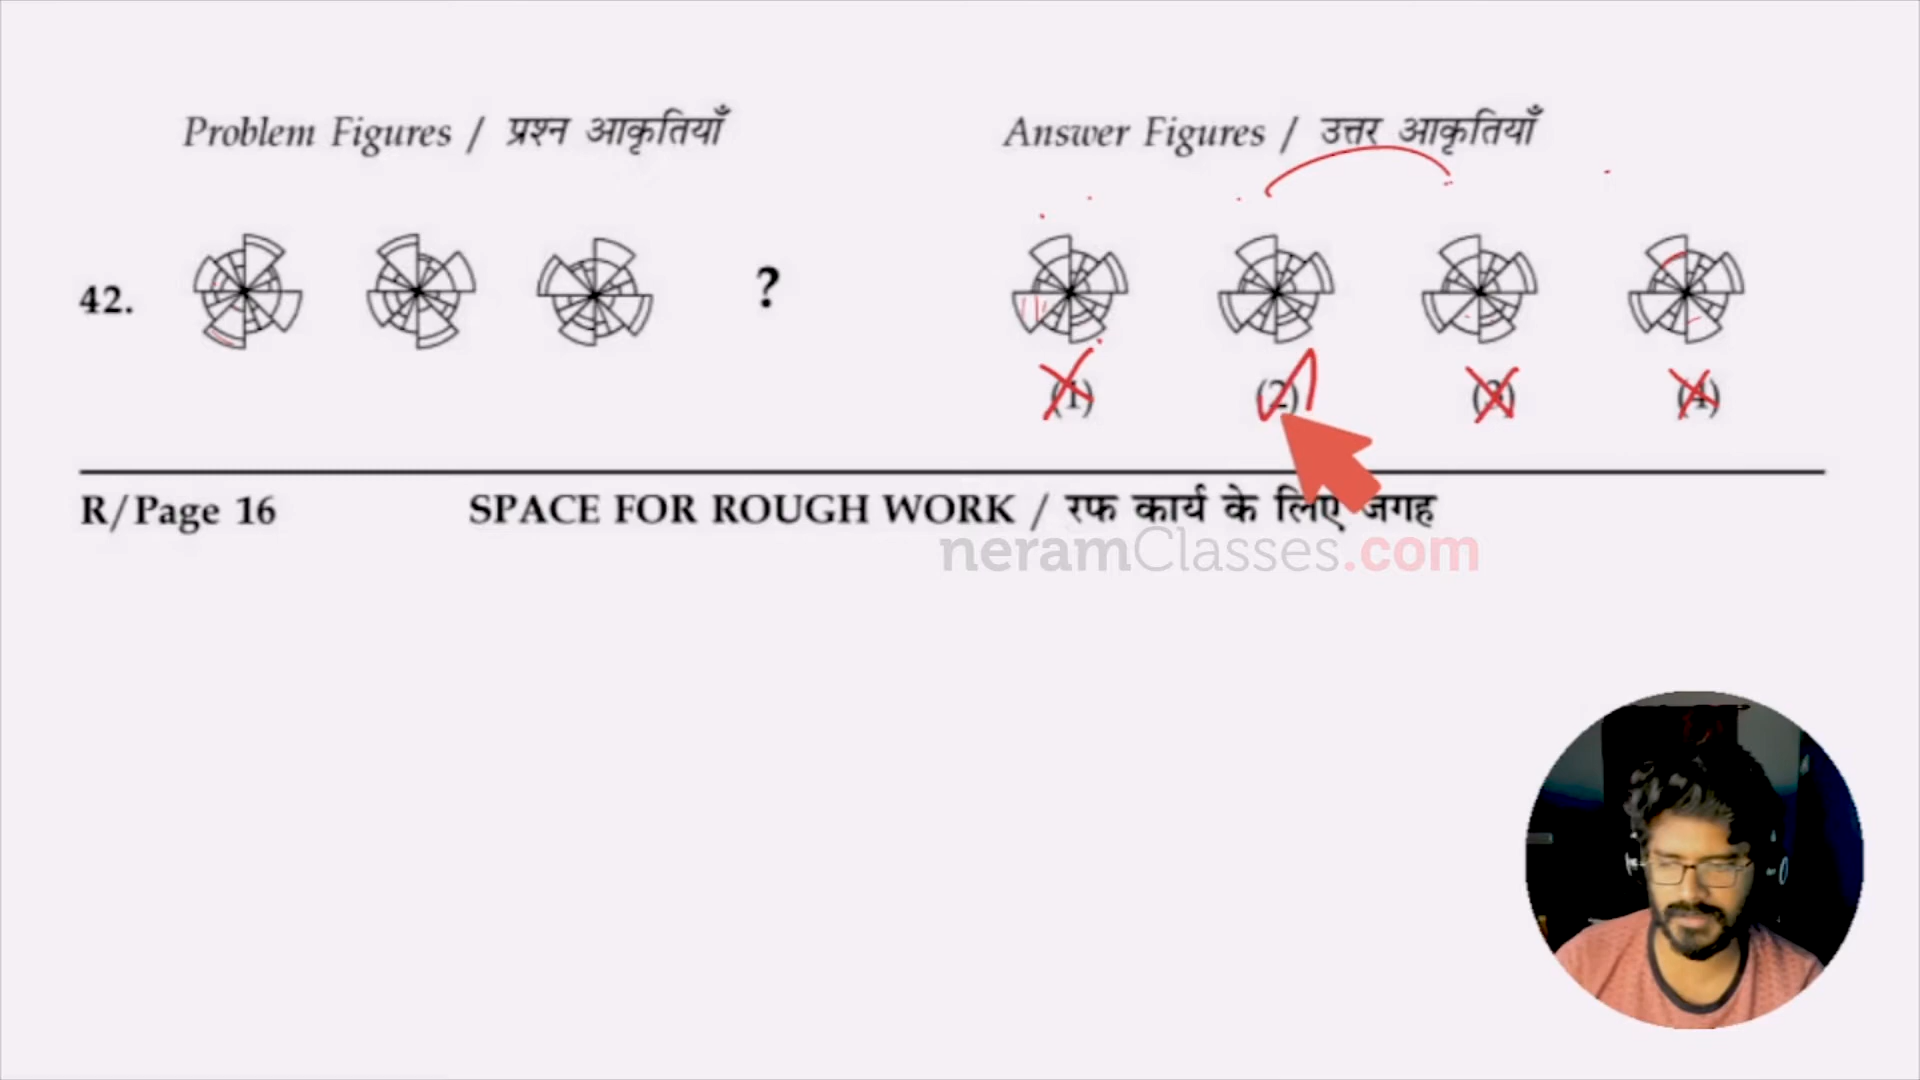 Problem Figures / प्रश्न आकृतियाँ
Answer Figures / उत्तर आकृतियाँ
42.
?
(1)
(2)
(3)
(4)
R/Page 16
SPACE FOR ROUGH WORK / रफ कार्य के लिए जगह
neramClasses.com